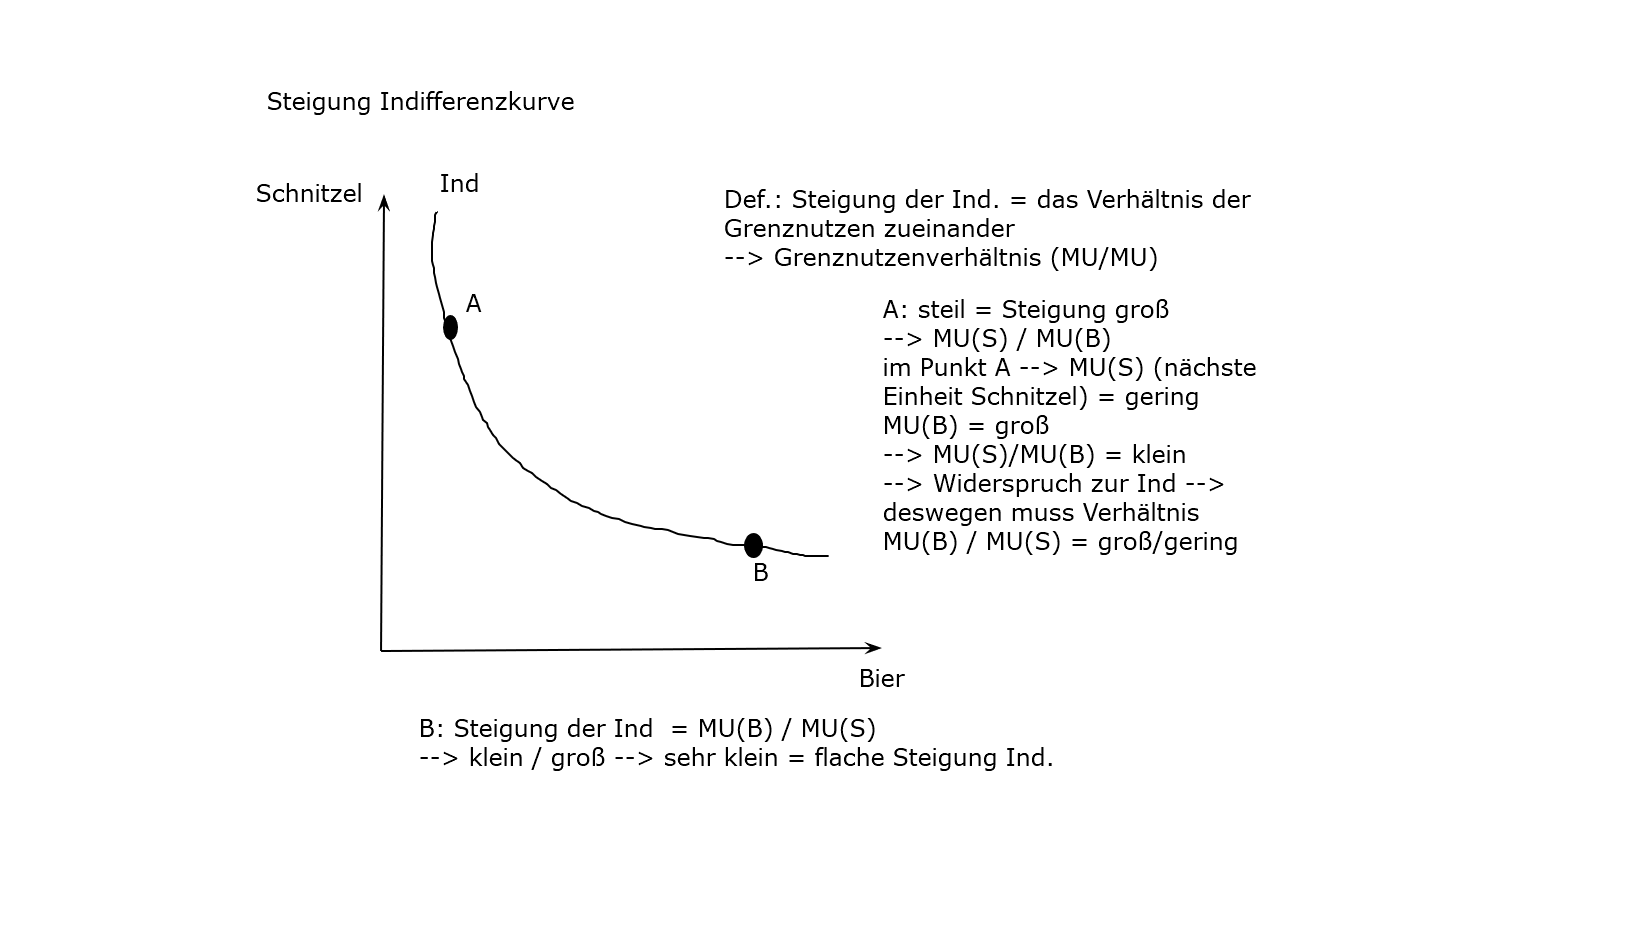 Steigung Indifferenzkurve
Ind
Schnitzel
Def.: Steigung der Ind. = das Verhältnis der
Grenznutzen zueinander
--> Grenznutzenverhältnis (MU/MU)
A
A: steil = Steigung groß
--> MU(S) / MU(B)
im Punkt A --> MU(S) (nächste
Einheit Schnitzel) = gering
MU(B) = groß
--> MU(S)/MU(B) = klein
--> Widerspruch zur Ind -->
deswegen muss Verhältnis
MU(B) / MU(S) = groß/gering
B
Bier
B: Steigung der Ind  = MU(B) / MU(S)
--> klein / groß --> sehr klein = flache Steigung Ind.